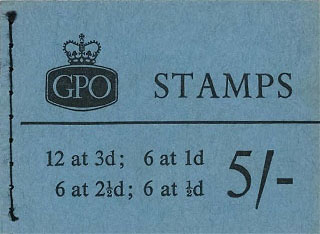 GPO STAMPS
12 at 3d; 6 at 1d
6 at 2½d; 6 at ½d
5/-